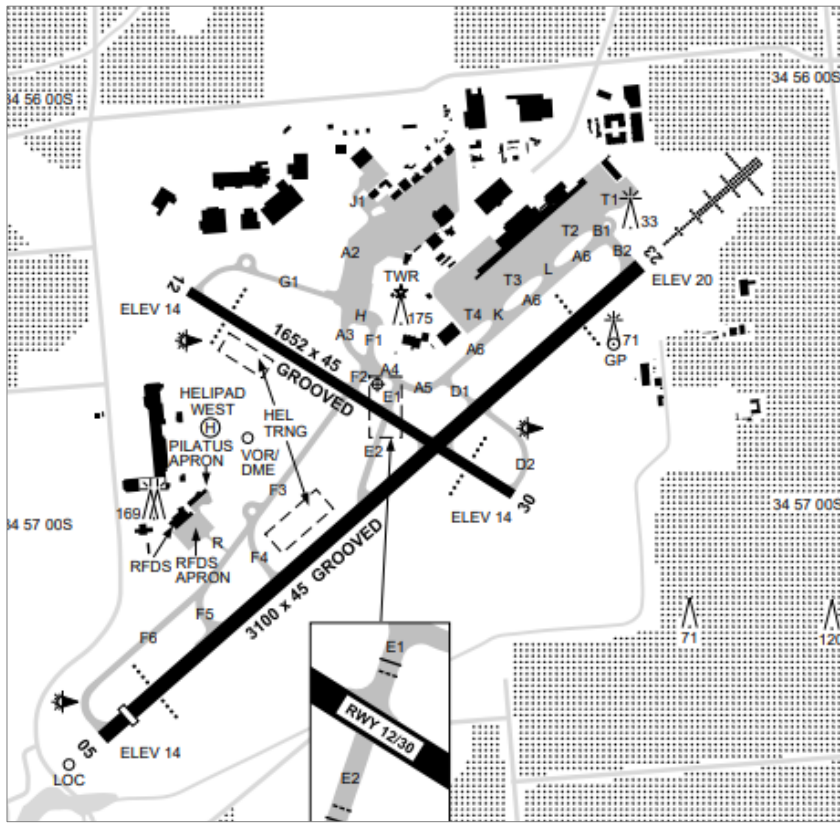 34 56 00S
34 56 00S
J1
T1
33
T2
B1
A2
A6
B2
23
TWR
L
12
G1
T3
ELEV 20
ELEV 14
A6
H
175
T4
K
1652 x 45
A3
F1
71
A6
GP
GROOVED
A4
F2
A5
D1
HELIPAD
WEST
E1
HEL
TRNG
H
PILATUS
APRON
VOR/
DME
E2
D2
F3
30
34 57 00S
34 57 00S
169
ELEV 14
R
F4
3100 x 45 GROOVED
RFDS
RFDS
APRON
F5
F6
71
120
E1
RWY 12/30
05
ELEV 14
LOC
E2